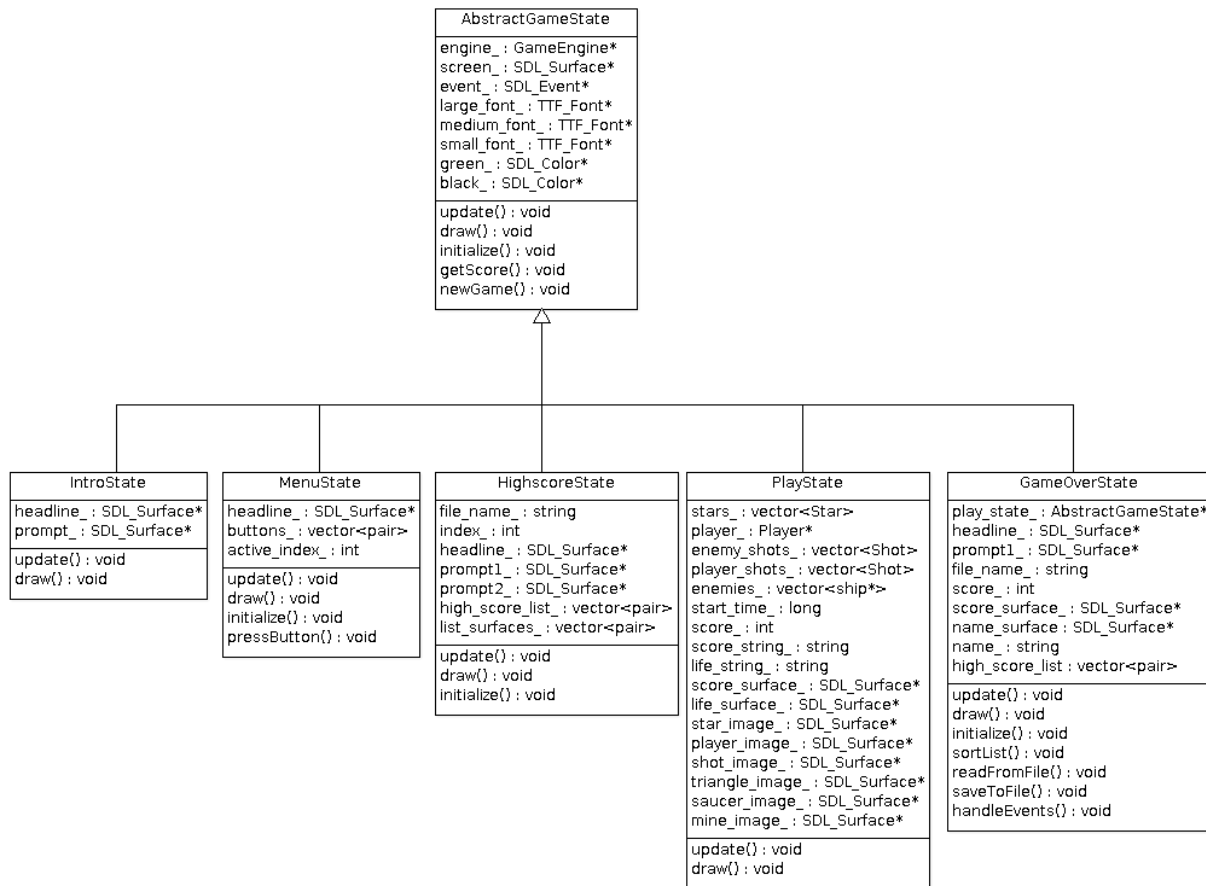 AbstractGameState
engine_ : GameEngine*
screen_ : SDL_Surface*
event_ : SDL_Event*
large_font_ : TTF_Font*
medium_font_ : TTF_Font*
small_font_ : TTF_Font*
green_ : SDL_Color*
black_ : SDL_Color*
update() : void
draw() : void
initialize() : void
getScore() : void
newGame() : void
IntroState
headline_ : SDL_Surface*
prompt_ : SDL_Surface*
update() : void
draw() : void
MenuState
headline_ : SDL_Surface*
buttons_ : vector<pair>
active_index_ : int
update() : void
draw() : void
initialize() : void
pressButton() : void
HighscoreState
file_name_ : string
index_ : int
headline_ : SDL_Surface*
prompt1_ : SDL_Surface*
prompt2_ : SDL_Surface*
high_score_list_ : vector<pair>
list_surfaces_ : vector<pair>
update() : void
draw() : void
initialize() : void
PlayState
stars_ : vector<Star>
player_ : Player*
enemy_shots_ : vector<Shot>
player_shots_ : vector<Shot>
enemies_ : vector<ship*>
start_time_ : long
score_ : int
score_string_ : string
life_string_ : string
score_surface_ : SDL_Surface*
life_surface_ : SDL_Surface*
star_image_ : SDL_Surface*
player_image_ : SDL_Surface*
shot_image_ : SDL_Surface*
triangle_image_ : SDL_Surface*
saucer_image_ : SDL_Surface*
mine_image_ : SDL_Surface*
update() : void
draw() : void
GameOverState
play_state_ : AbstractGameState*
headline_ : SDL_Surface*
prompt1_ : SDL_Surface*
file_name_ : string
score_ : int
score_surface_ : SDL_Surface*
name_surface : SDL_Surface*
name_ : string
high_score_list : vector<pair>
update() : void
draw() : void
initialize() : void
sortList() : void
readFromFile() : void
saveToFile() : void
handleEvents() : void